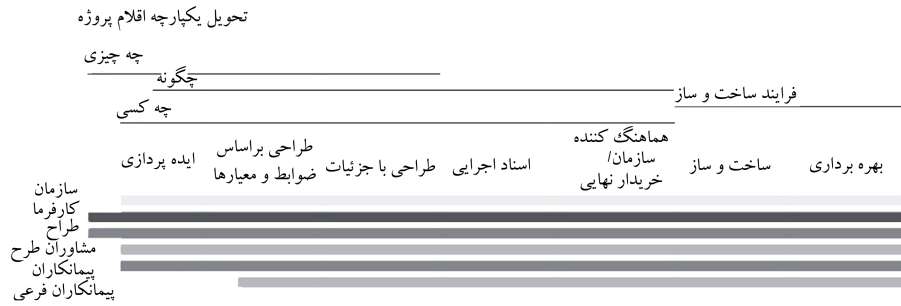 تحویل یکپارچه اقلام پروژه
چه چیزی
چگونه
فرایند ساخت و ساز
چه کسی
ایده پردازی
طراحی براساس
ضوابط و معیارها
طراحی با جزئیات
اسناد اجرایی
هماهنگ کننده
سازمان/
خریدار نهایی
ساخت و ساز
بهره برداری
سازمان
کارفرما
طراح
مشاوران طرح
پیمانکاران
پیمانکاران فرعی